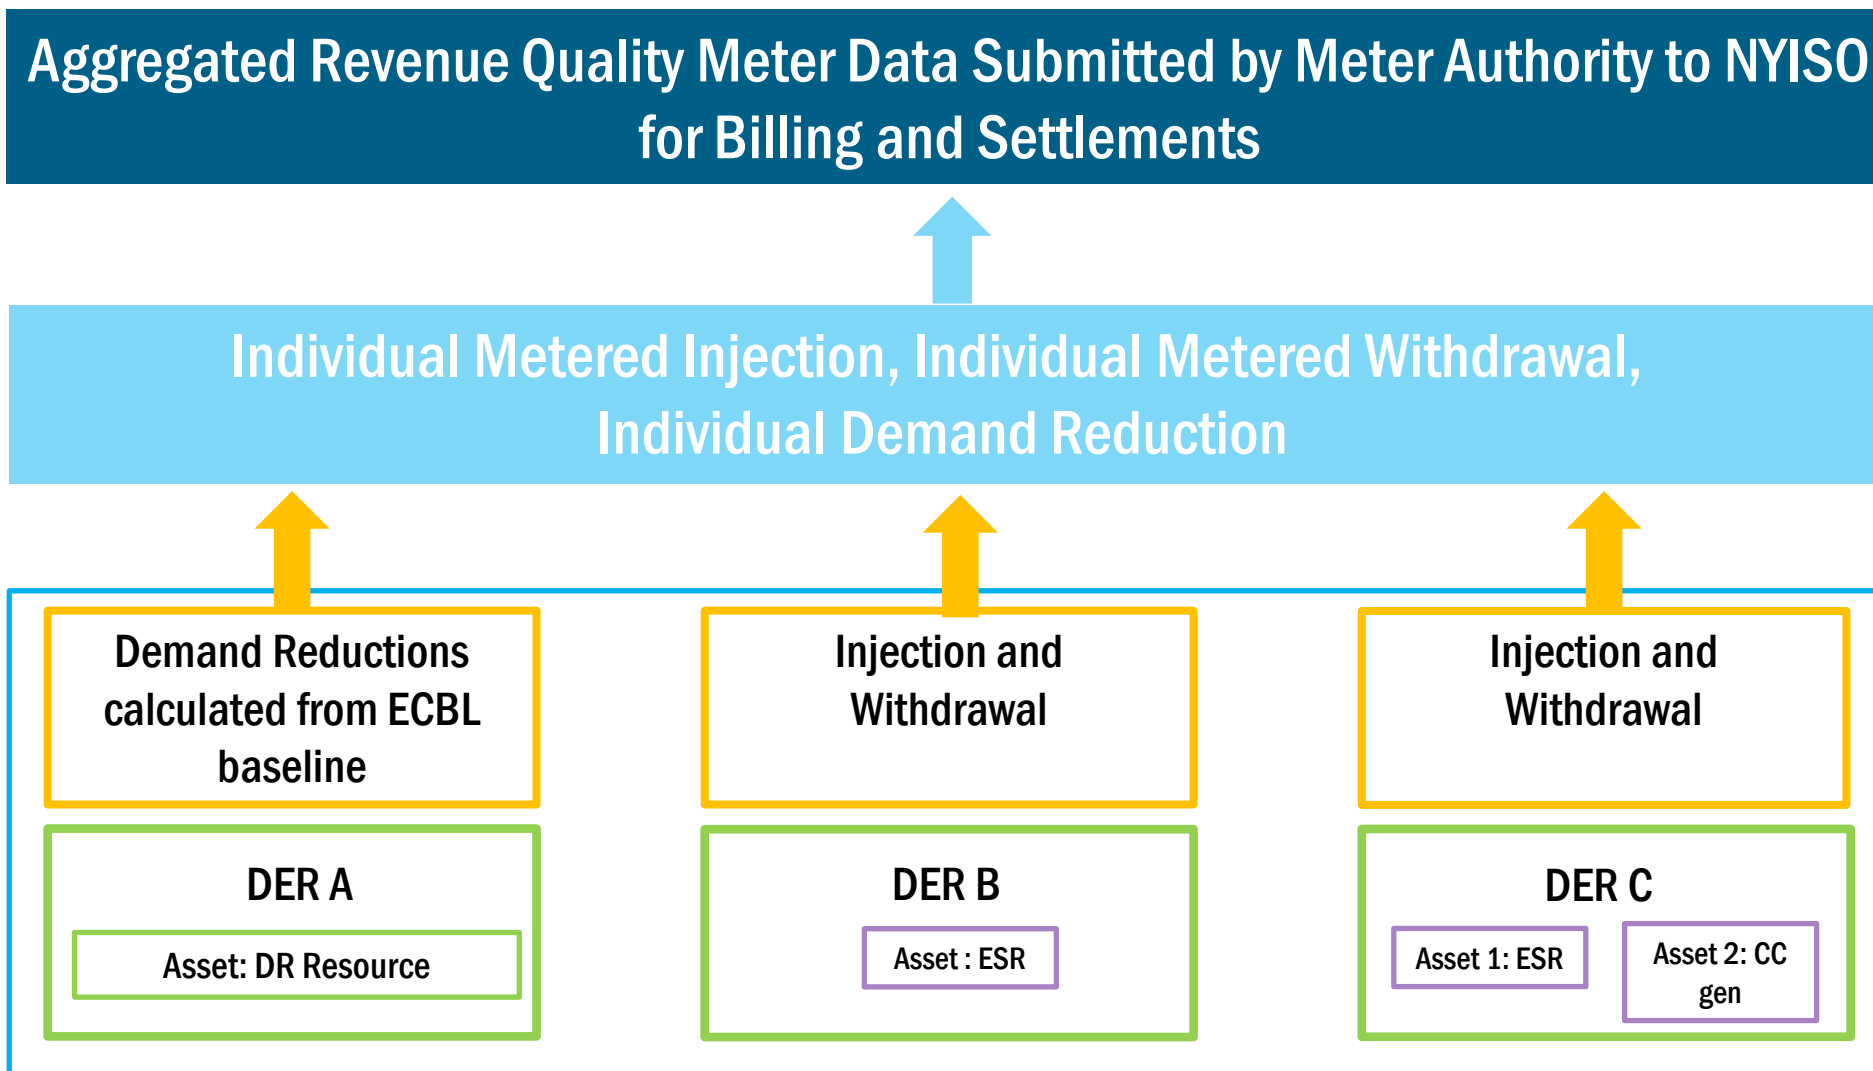 Aggregated Revenue Quality Meter Data Submitted by Meter Authority to NYISO
for Billing and Settlements
Individual Metered Injection, Individual Metered Withdrawal,
Individual Demand Reduction
Demand Reductions
calculated from ECBL
baseline
Injection and
Withdrawal
Injection and
Withdrawal
DER A
Asset: DR Resource
DER B
Asset : ESR
DER C
Asset 1: ESR
Asset 2: CC
gen